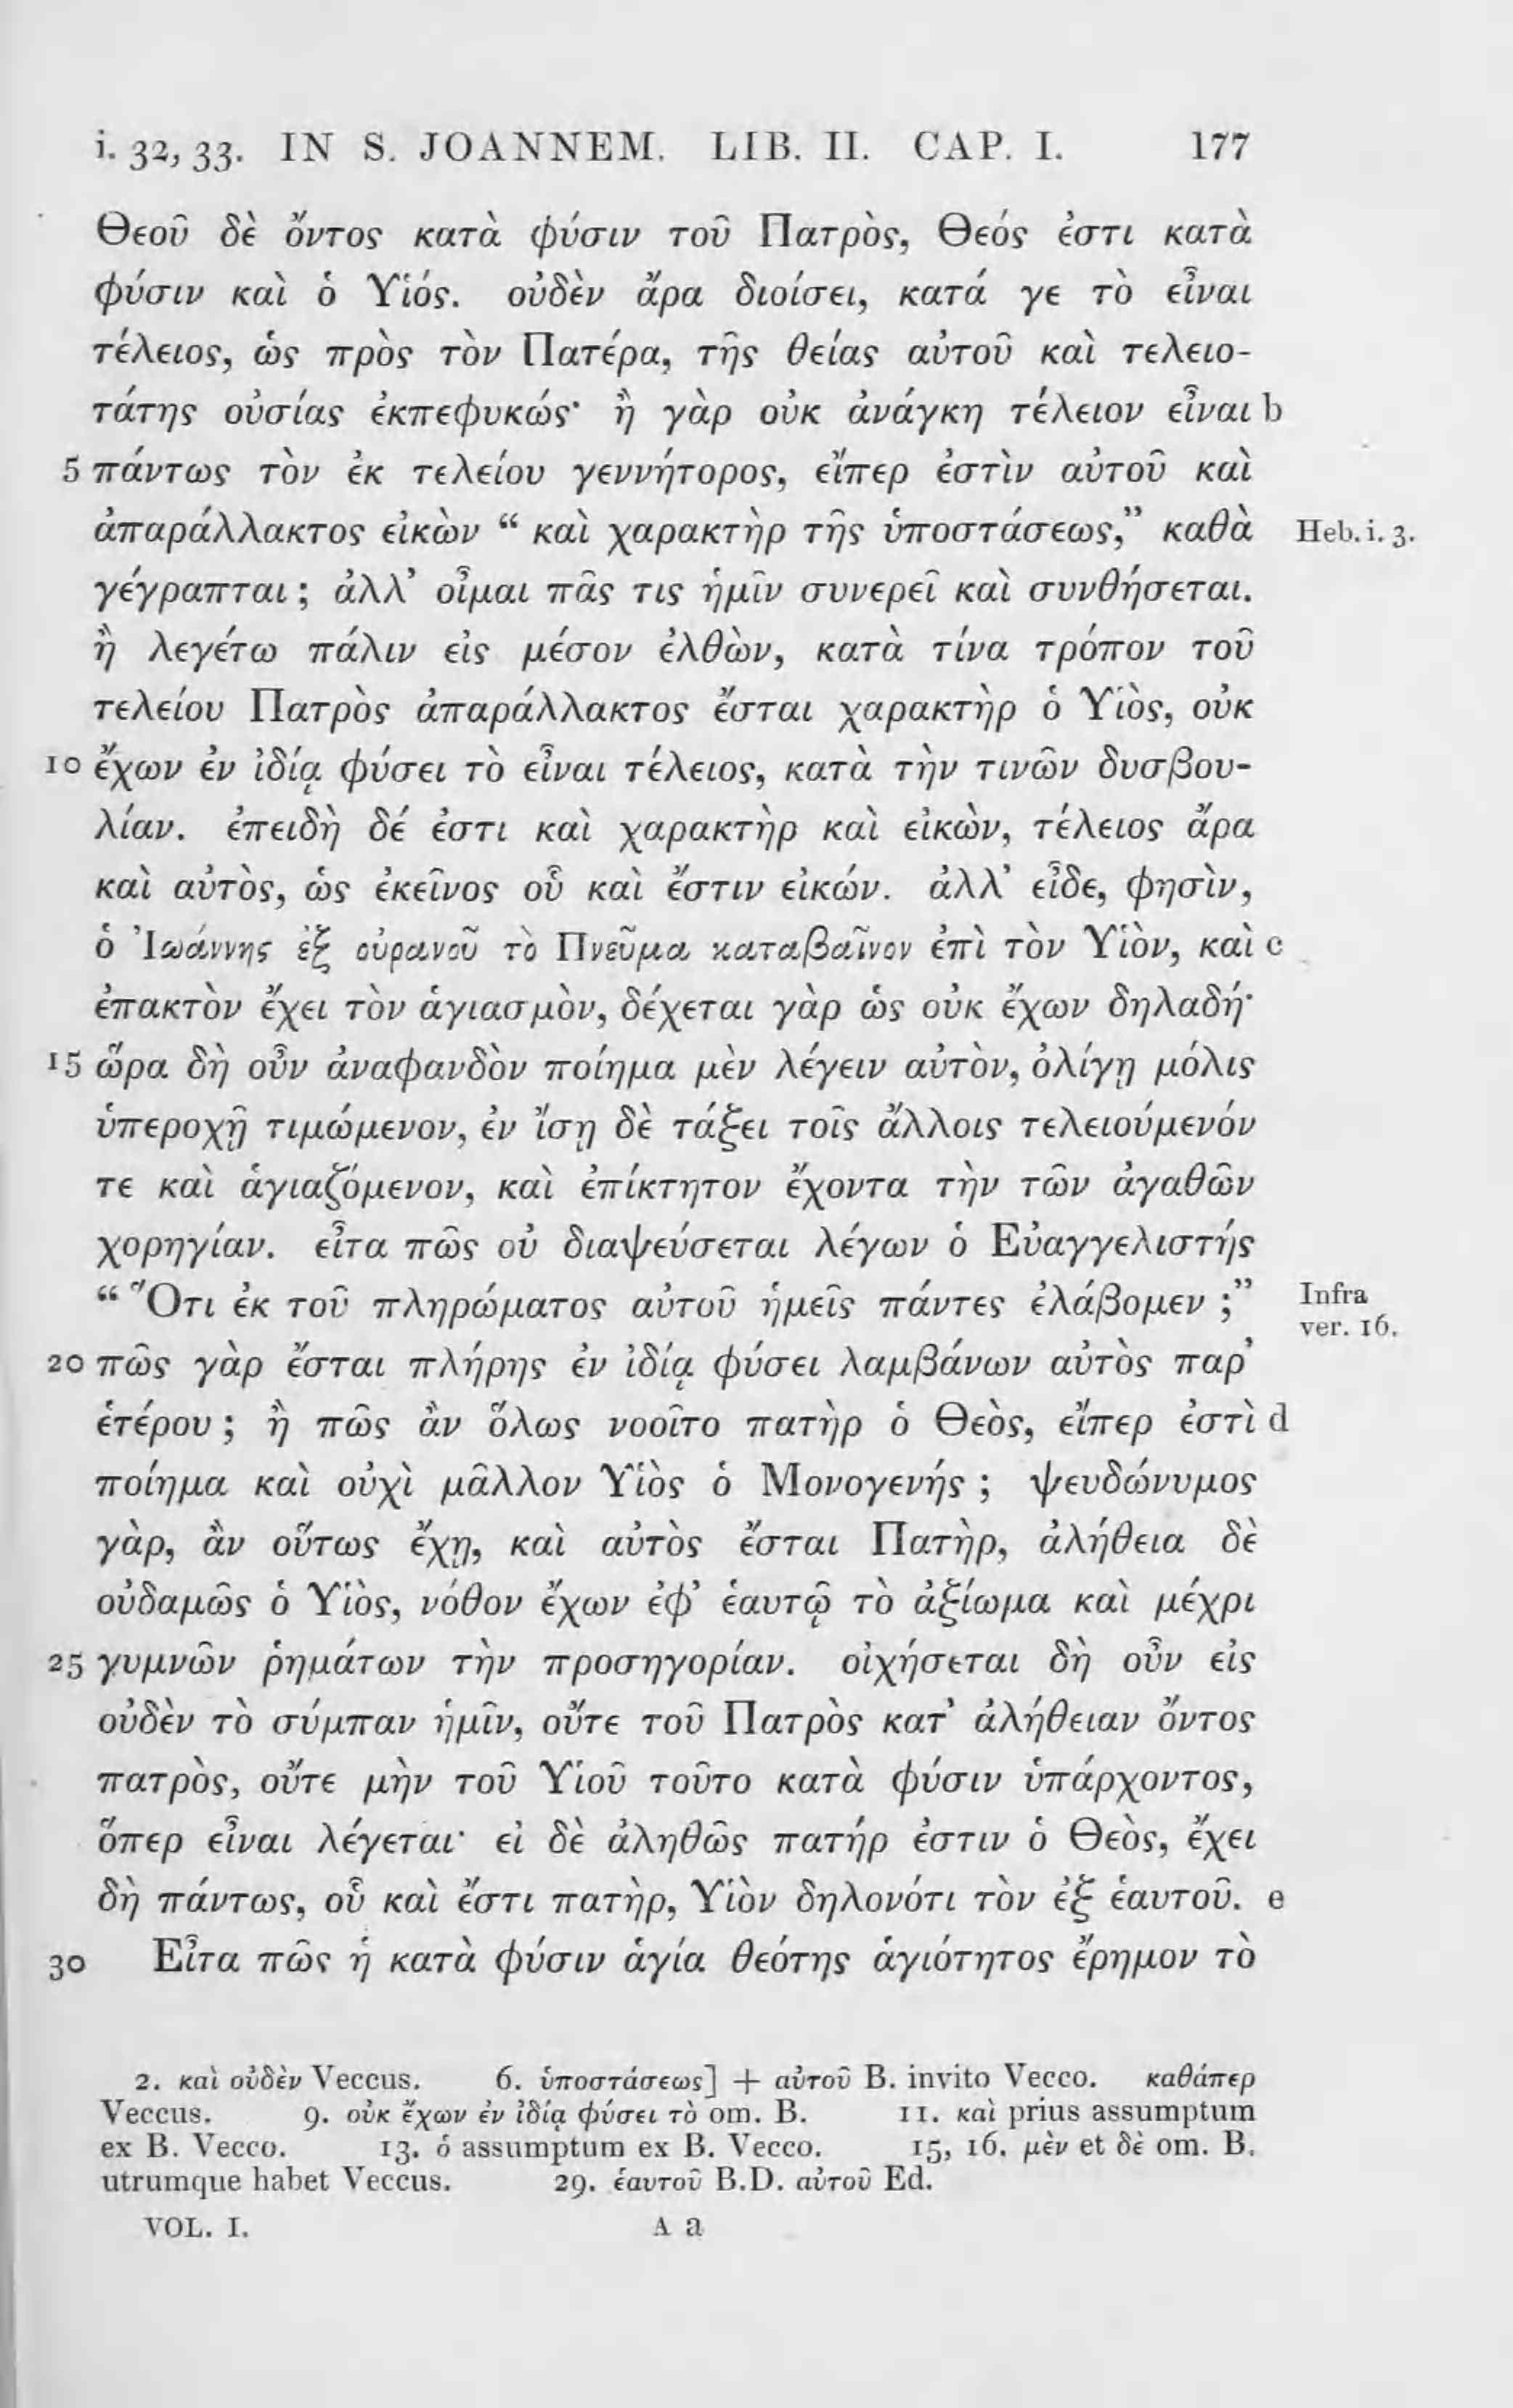 i. 32, 33. IN S. JOANNEM. LIB. II. CAP. I. 177
Θεοῦ δὲ ὄντος κατὰ φύσιν τοῦ Πατρὸς, Θεός ἐστι κατὰ
φύσιν καὶ ὁ Υἱός. οὐδὲν ἄρα διοίσει, κατά γε τὸ εἶναι
τέλειος, ὡς πρὸς τὸν Πατέρα, τῆς θείας αὐτοῦ καὶ τελειο-
τάτης οὐσίας ἐκπεφυκώς· ἢ γὰρ οὐκ ἀνάγκη τέλειον εἶναι b
5 πάντως τὸν ἐκ τελείου γεννήτορος, εἴπερ ἐστὶν αὐτοῦ καὶ
ἀπαράλλακτος εἰκὼν “ καὶ χαρακτὴρ τῆς ὑποστάσεως,” καθὰ Heb. i. 3.
γέγραπται ; ἀλλ’ οἶμαι πᾶς τις ἡμῖν συνερεῖ καὶ συνθήσεται.
ἢ λεγέτω πάλιν εἰς μέσον ἐλθὼν, κατὰ τίνα τρόπον τοῦ
τελείου Πατρὸς ἀπαράλλακτος ἔσται χαρακτὴρ ὁ Υἱὸς, οὐκ
10 ἔχων ἐν ἰδίᾳ φύσει τὸ εἶναι τέλειος, κατὰ τὴν τινῶν δυσβου-
λίαν. ἐπειδὴ δέ ἐστι καὶ χαρακτὴρ καὶ εἰκὼν, τέλειος ἄρα
καὶ αὐτὸς, ὡς ἐκεῖνος οὗ καὶ ἔστιν εἰκών. ἀλλ’ εἶδε, φησὶν,
ὁ Ἰωάννης ἐξ οὐρανοῦ τὸ Πνεῦμα καταβαῖνον ἐπὶ τὸν Υἱὸν, καὶ c
ἐπακτὸν ἔχει τὸν ἁγιασμὸν, δέχεται γὰρ ὡς οὐκ ἔχων δηλαδή·
15 ὥρα δὴ οὖν ἀναφανδὸν ποίημα μὲν λέγειν αὐτὸν, ὀλίγῃ μόλις
ὑπεροχῇ τιμώμενον, ἐν ἴσῃ δὲ τάξει τοῖς ἄλλοις τελειούμενόν
τε καὶ ἁγιαζόμενον, καὶ ἐπίκτητον ἔχοντα τὴν τῶν ἀγαθῶν
χορηγίαν. εἶτα πῶς οὐ διαψεύσεται λέγων ὁ Εὐαγγελιστής
“ Ὅτι ἐκ τοῦ πληρώματος αὐτοῦ ἡμεῖς πάντες ἐλάβομεν ;” Infra
ver. 16.
20 πῶς γὰρ ἔσται πλήρης ἐν ἰδίᾳ φύσει λαμβάνων αὐτὸς παρ’
ἑτέρου ; ἢ πῶς ἂν ὅλως νοοῖτο πατὴρ ὁ Θεὸς, εἴπερ ἐστὶ d
ποίημα καὶ οὐχὶ μᾶλλον Υἱὸς ὁ Μονογενής ; ψευδώνυμος
γὰρ, ἂν οὕτως ἔχῃ, καὶ αὐτὸς ἔσται Πατὴρ, ἀλήθεια δὲ
οὐδαμῶς ὁ Υἱὸς, νόθον ἔχων ἐφ’ ἑαυτῷ τὸ ἀξίωμα καὶ μέχρι
25 γυμνῶν ῥημάτων τὴν προσηγορίαν. οἰχήσεται δὴ οὖν εἰς
οὐδὲν τὸ σύμπαν ἡμῖν, οὔτε τοῦ Πατρὸς κατ’ ἀλήθειαν ὄντος
πατρὸς, οὔτε μὴν τοῦ Υἱοῦ τοῦτο κατὰ φύσιν ὑπάρχοντος,
ὅπερ εἶναι λέγεται· εἰ δὲ ἀληθῶς πατήρ ἐστιν ὁ Θεὸς, ἔχει
δὴ πάντως, οὗ καὶ ἔστι πατὴρ, Υἱὸν δηλονότι τὸν ἐξ ἑαυτοῦ. e
30 Εἶτα πῶς ἡ κατὰ φύσιν ἁγία θεότης ἁγιότητος ἔρημον τὸ
2. καὶ οὐδὲν Veccus. 6. ὑποστάσεως] + αὐτοῦ B. invito Vecco. καθάπερ
Veccus. 9. οὐκ ἔχων ἐν ἰδίᾳ φύσει τὸ om. B. 11. καὶ prius assumptum
ex B. Vecco. 13. ὁ assumptum ex B. Vecco. 15, 16. μὲν et δὲ om. B.
utrumque habet Veccus. 29. ἑαυτοῦ B.D. αὐτοῦ Ed.
VOL. I. A a